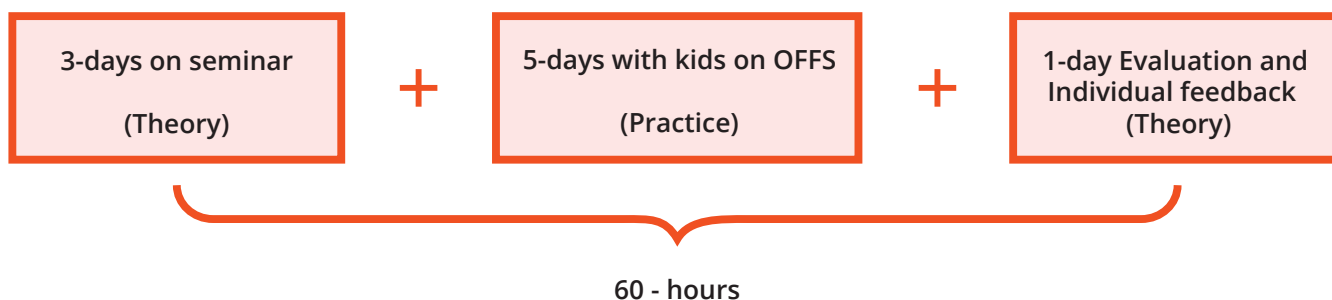 3-days on seminar
(Theory)
+
5-days with kids on OFFS
(Practice)
+
1-day Evaluation and
Individual feedback
(Theory)
60 - hours